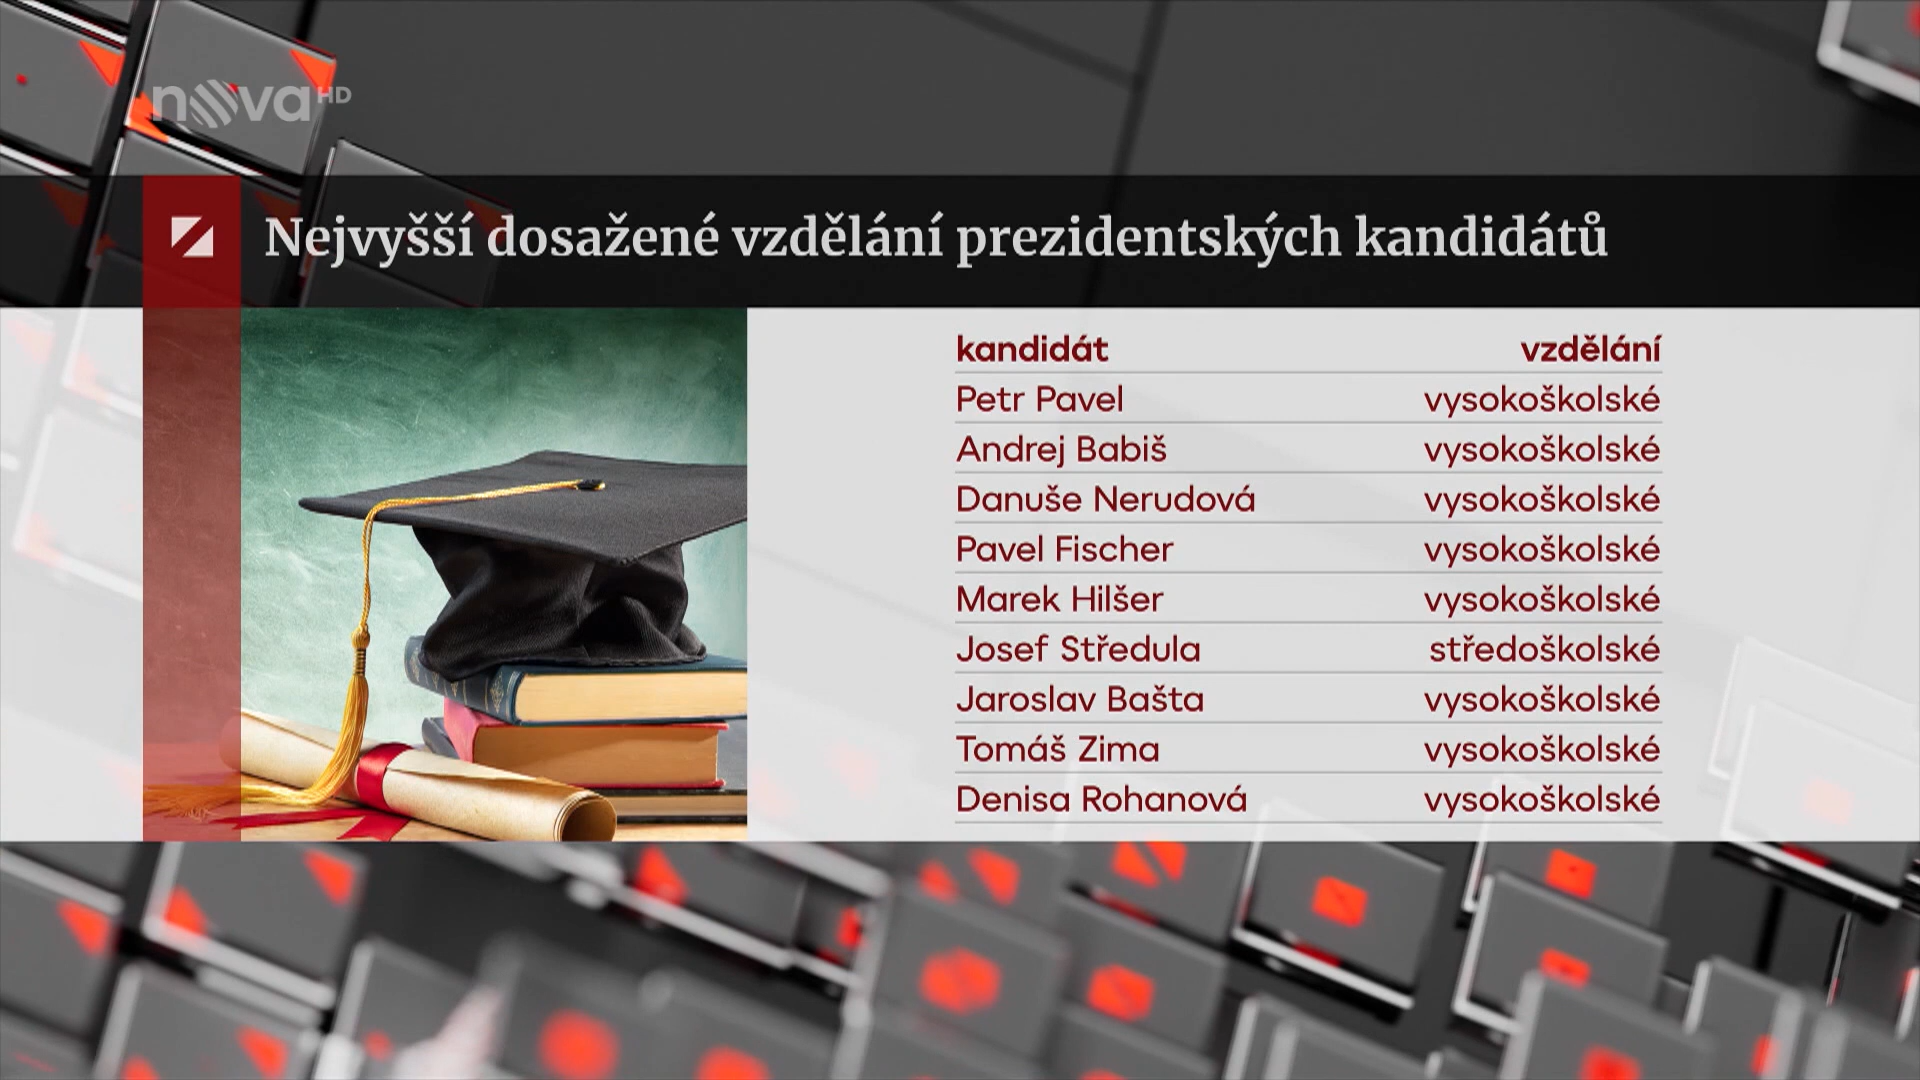 nova HD
Nejvyšší dosažené vzdělání prezidentských kandidátů
kandidát vzdělání
Petr Pavel vysokoškolské
Andrej Babiš vysokoškolské
Danuše Nerudová vysokoškolské
Pavel Fischer vysokoškolské
Marek Hilšer vysokoškolské
Josef Středula středoškolské
Jaroslav Bašta vysokoškolské
Tomáš Zima vysokoškolské
Denisa Rohanová vysokoškolské